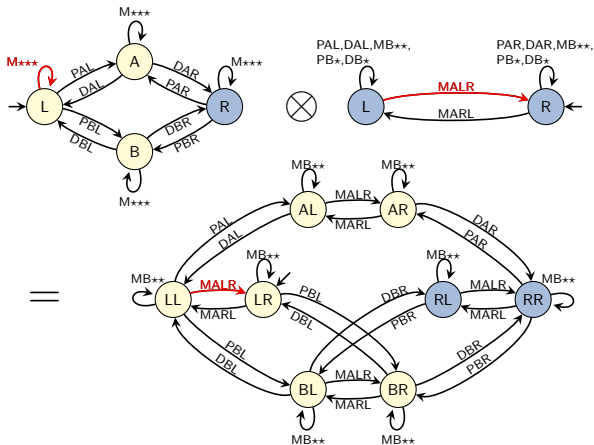 M⋆⋆⋆
M⋆⋆⋆
PAL
DAL
A
DAR
PAR
M⋆⋆⋆
L
R
PBL
DBL
DBR
PBR
B
M⋆⋆⋆
⊗
PAL,DAL,MB⋆⋆,
PB⋆,DB⋆
PAR,DAR,MB⋆⋆,
PB⋆,DB⋆
L
MALR
MARL
R
=
MB⋆⋆
MB⋆⋆
AL
MALR
MARL
AR
PAL
DAL
DAR
PAR
MB⋆⋆
MB⋆⋆
MB⋆⋆
MB⋆⋆
LL
MALR
MARL
LR
RL
MALR
MARL
RR
PBL
DBL
DBR
PBR
PBL
DBL
DBR
PBR
BL
MALR
MARL
BR
MB⋆⋆
MB⋆⋆